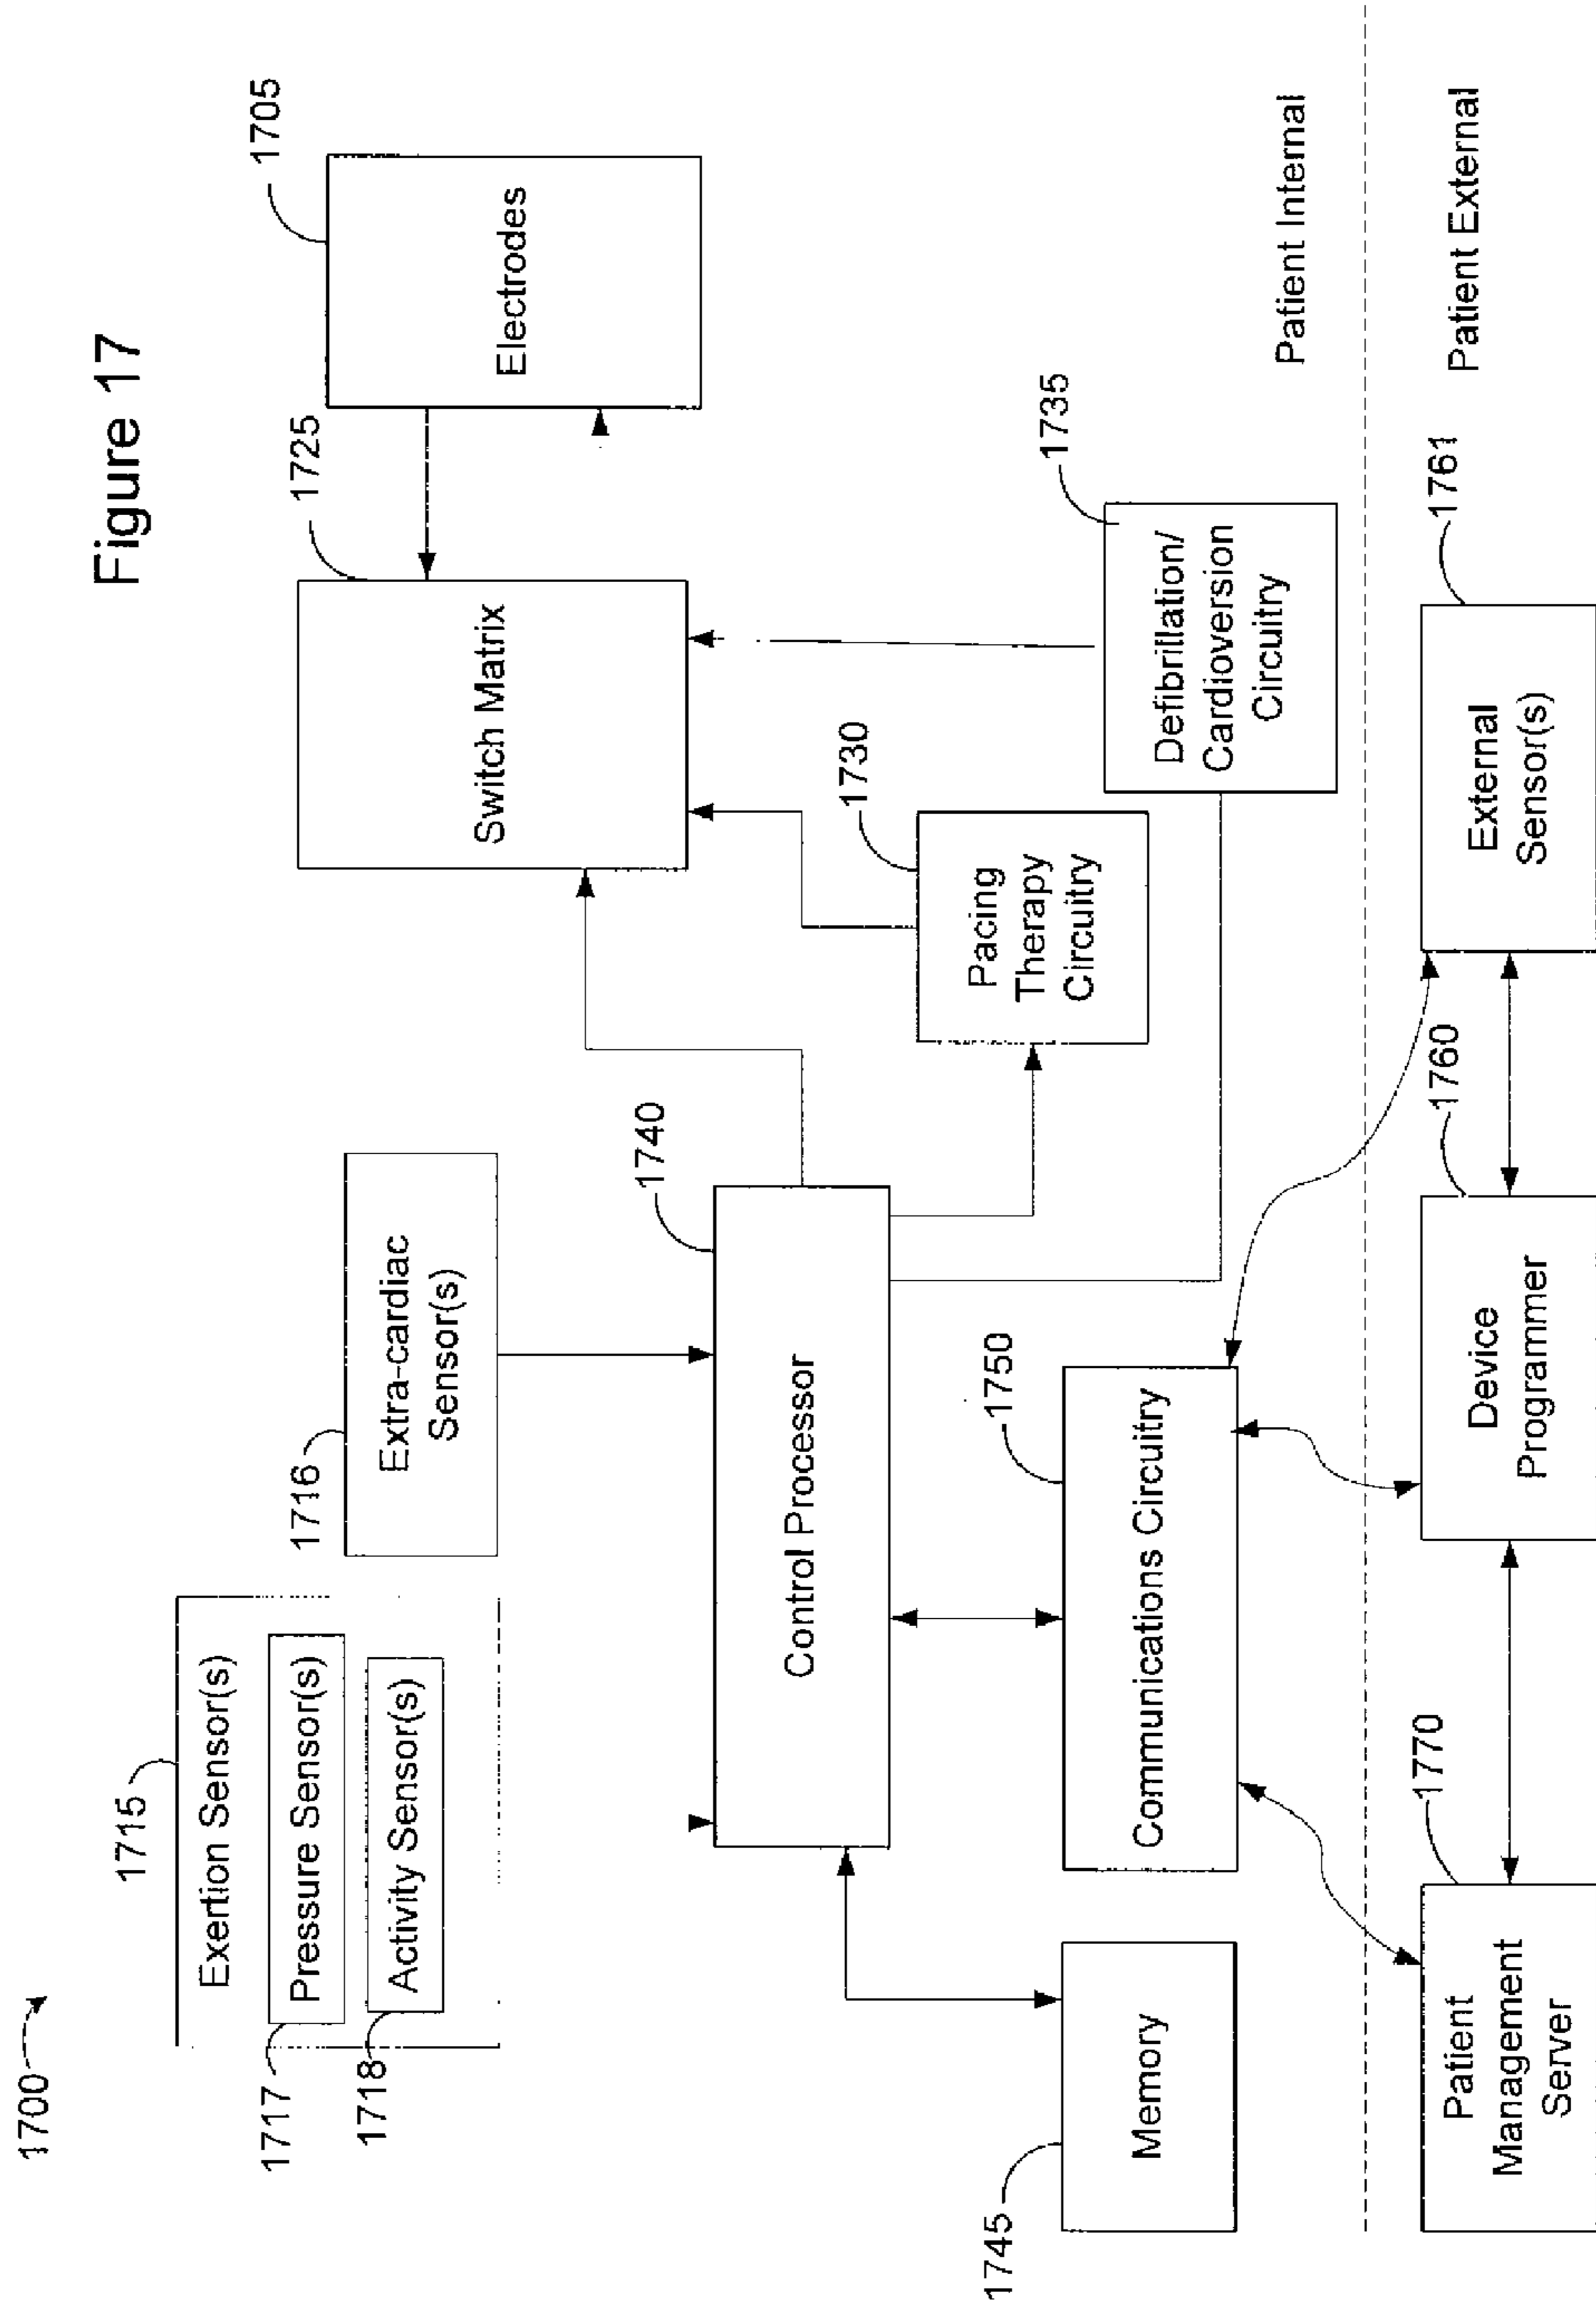 Figure 17
1700
1715
Exertion Sensor(s)
Pressure Sensor(s)
1717
Activity Sensor(s)
1718
1716
Extra-cardiac
Sensor(s)
1725
Switch Matrix
1705
Electrodes
1740
Control Processor
1730
Pacing
Therapy
Circuitry
1735
Defibrillation/
Cardioversion
Circuitry
1745
Memory
1750
Communications Circuitry
Patient Internal
Patient External
1770
Patient
Management
Server
1760
Device
Programmer
1761
External
Sensor(s)